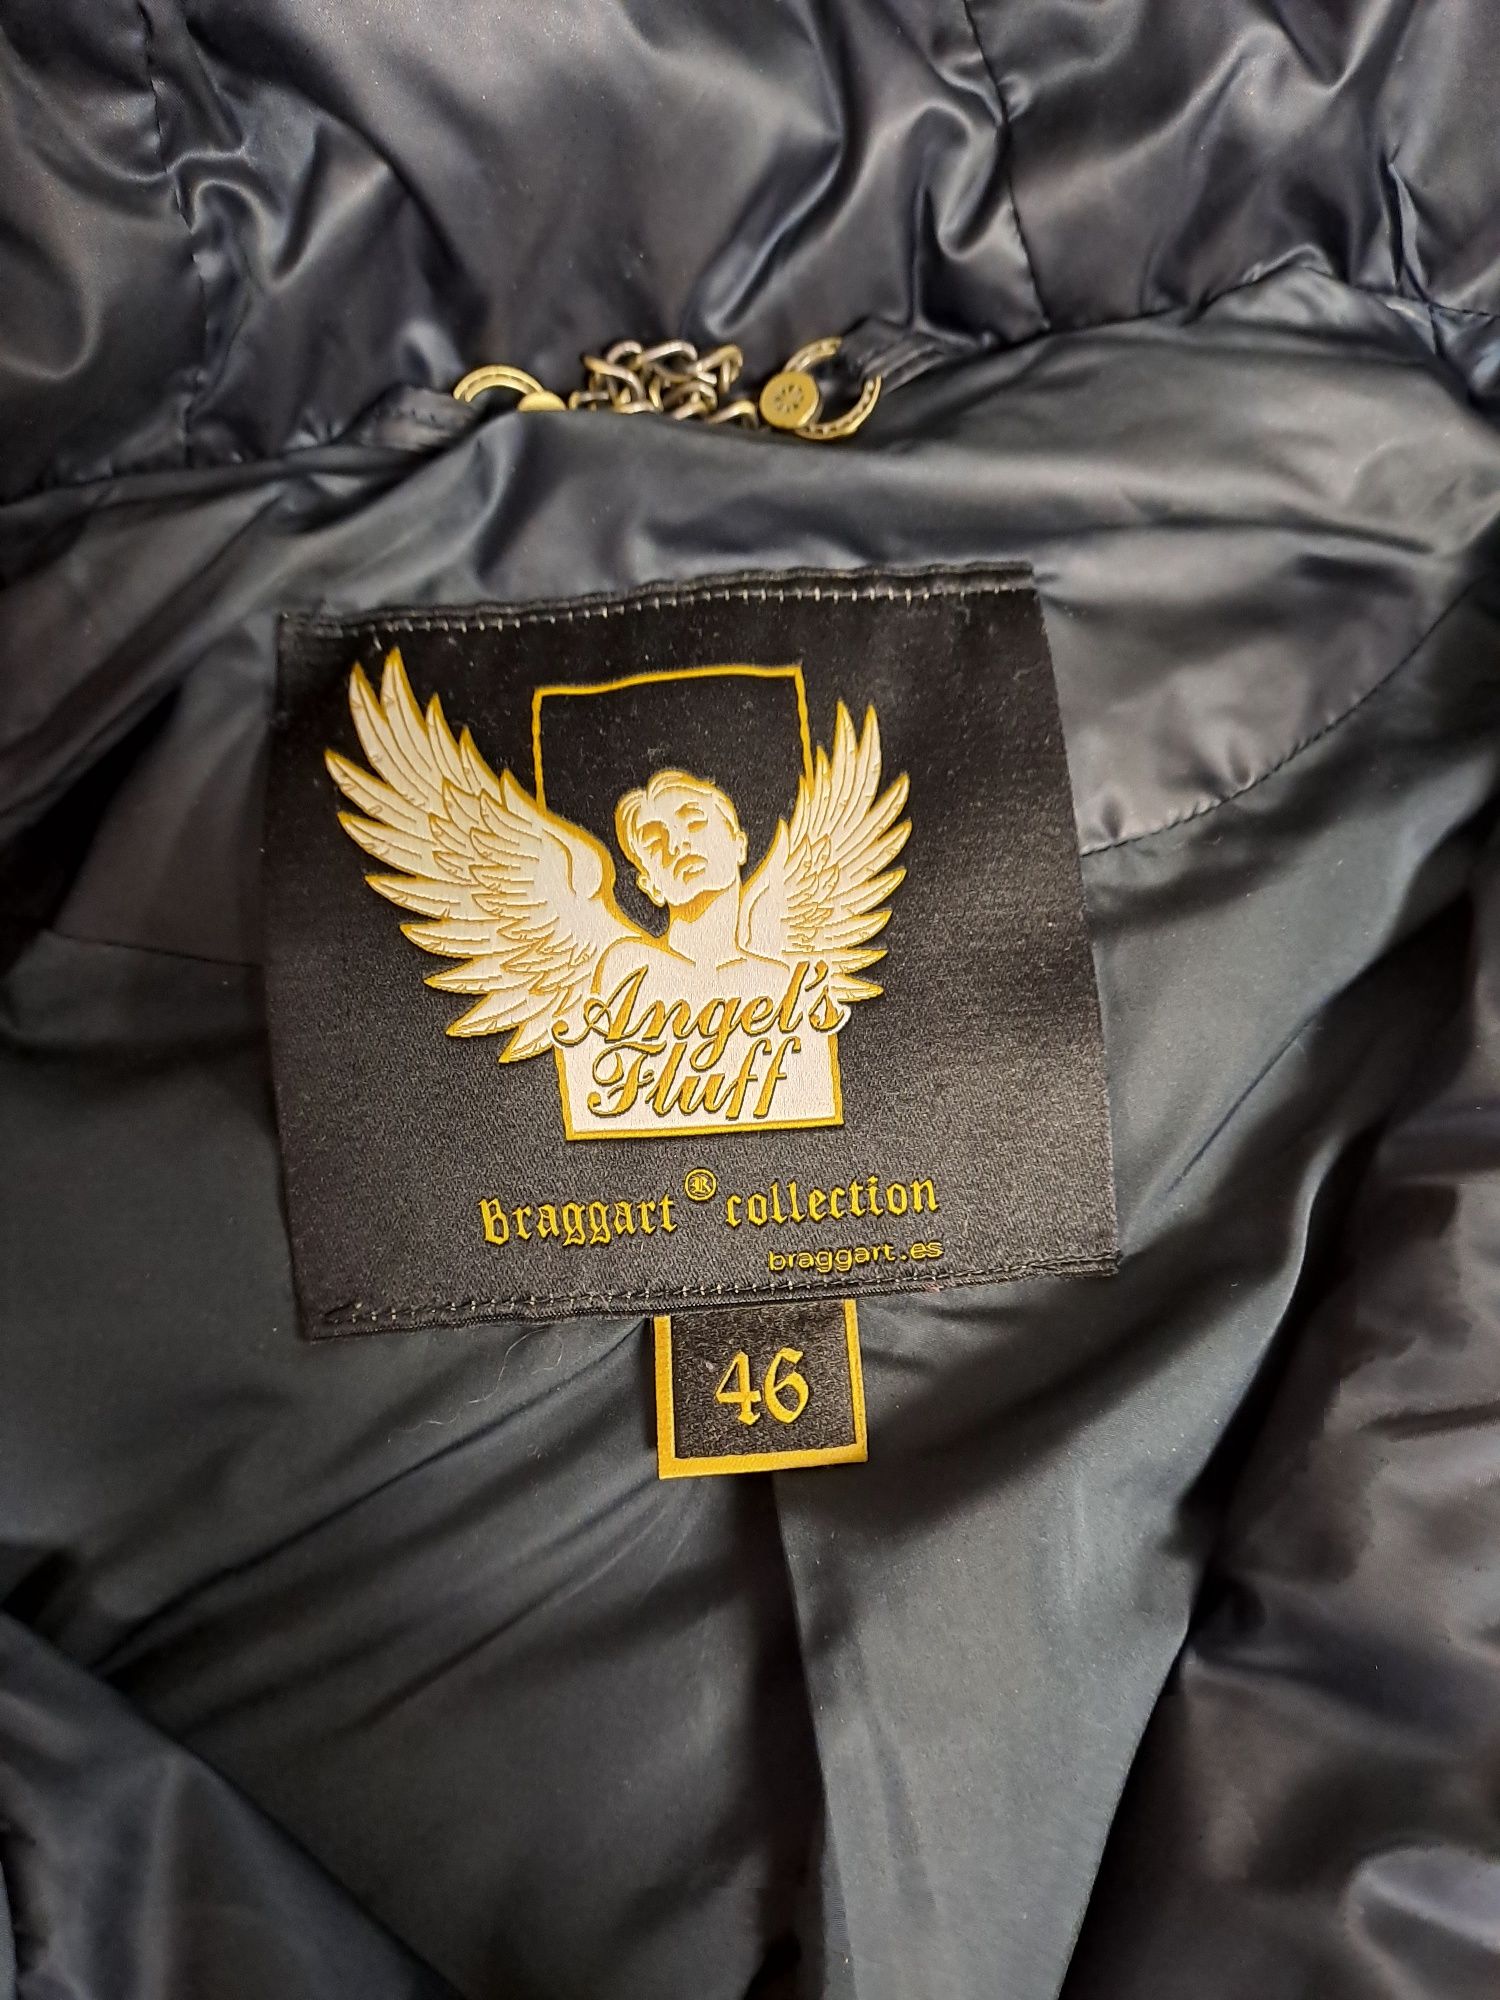 Angel's
Fluff
Braggart® collection
braggart.es
46